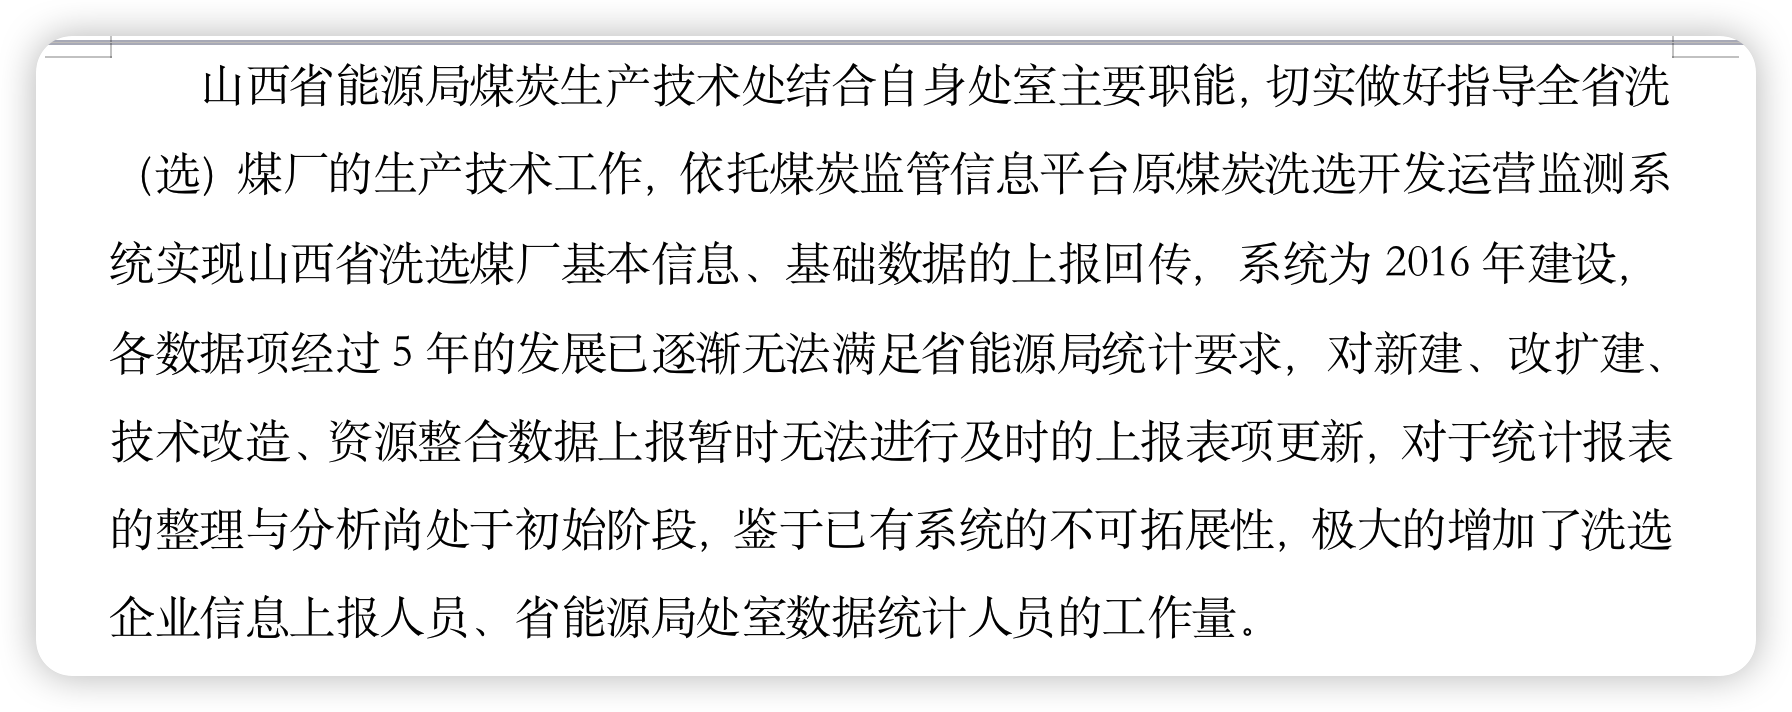 山西省能源局煤炭生产技术处结合自身处室主要职能，切实做好指导全省洗
（选）煤厂的生产技术工作，依托煤炭监管信息平台原煤炭洗选开发运营监测系
统实现山西省洗选煤厂基本信息、基础数据的上报回传，系统为 2016 年建设，
各数据项经过 5 年的发展已逐渐无法满足省能源局统计要求，对新建、改扩建、
技术改造、资源整合数据上报暂时无法进行及时的上报表项更新，对于统计报表
的整理与分析尚处于初始阶段，鉴于已有系统的不可拓展性，极大的增加了洗选
企业信息上报人员、省能源局处室数据统计人员的工作量。